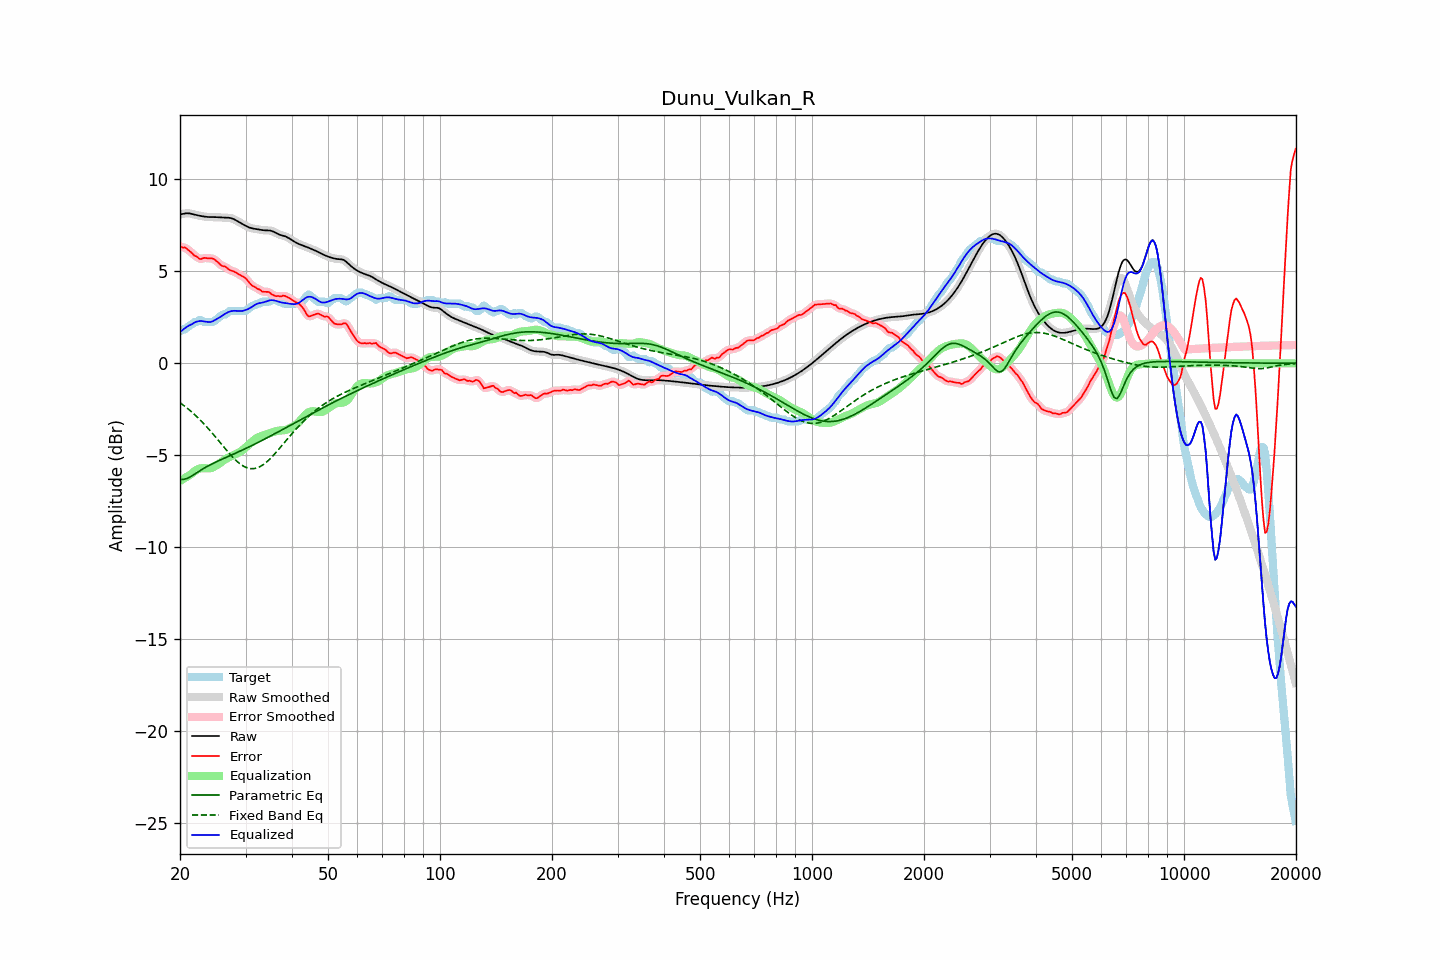 Dunu_Vulkan_R
Amplitude (dBr)
10
5
0
−5
−10
−15
−20
−25
Target
Raw Smoothed
Error Smoothed
Raw
Error
Equalization
Parametric Eq
Fixed Band Eq
Equalized
20 50 100 200 500 1000 2000 5000 10000 20000
Frequency (Hz)